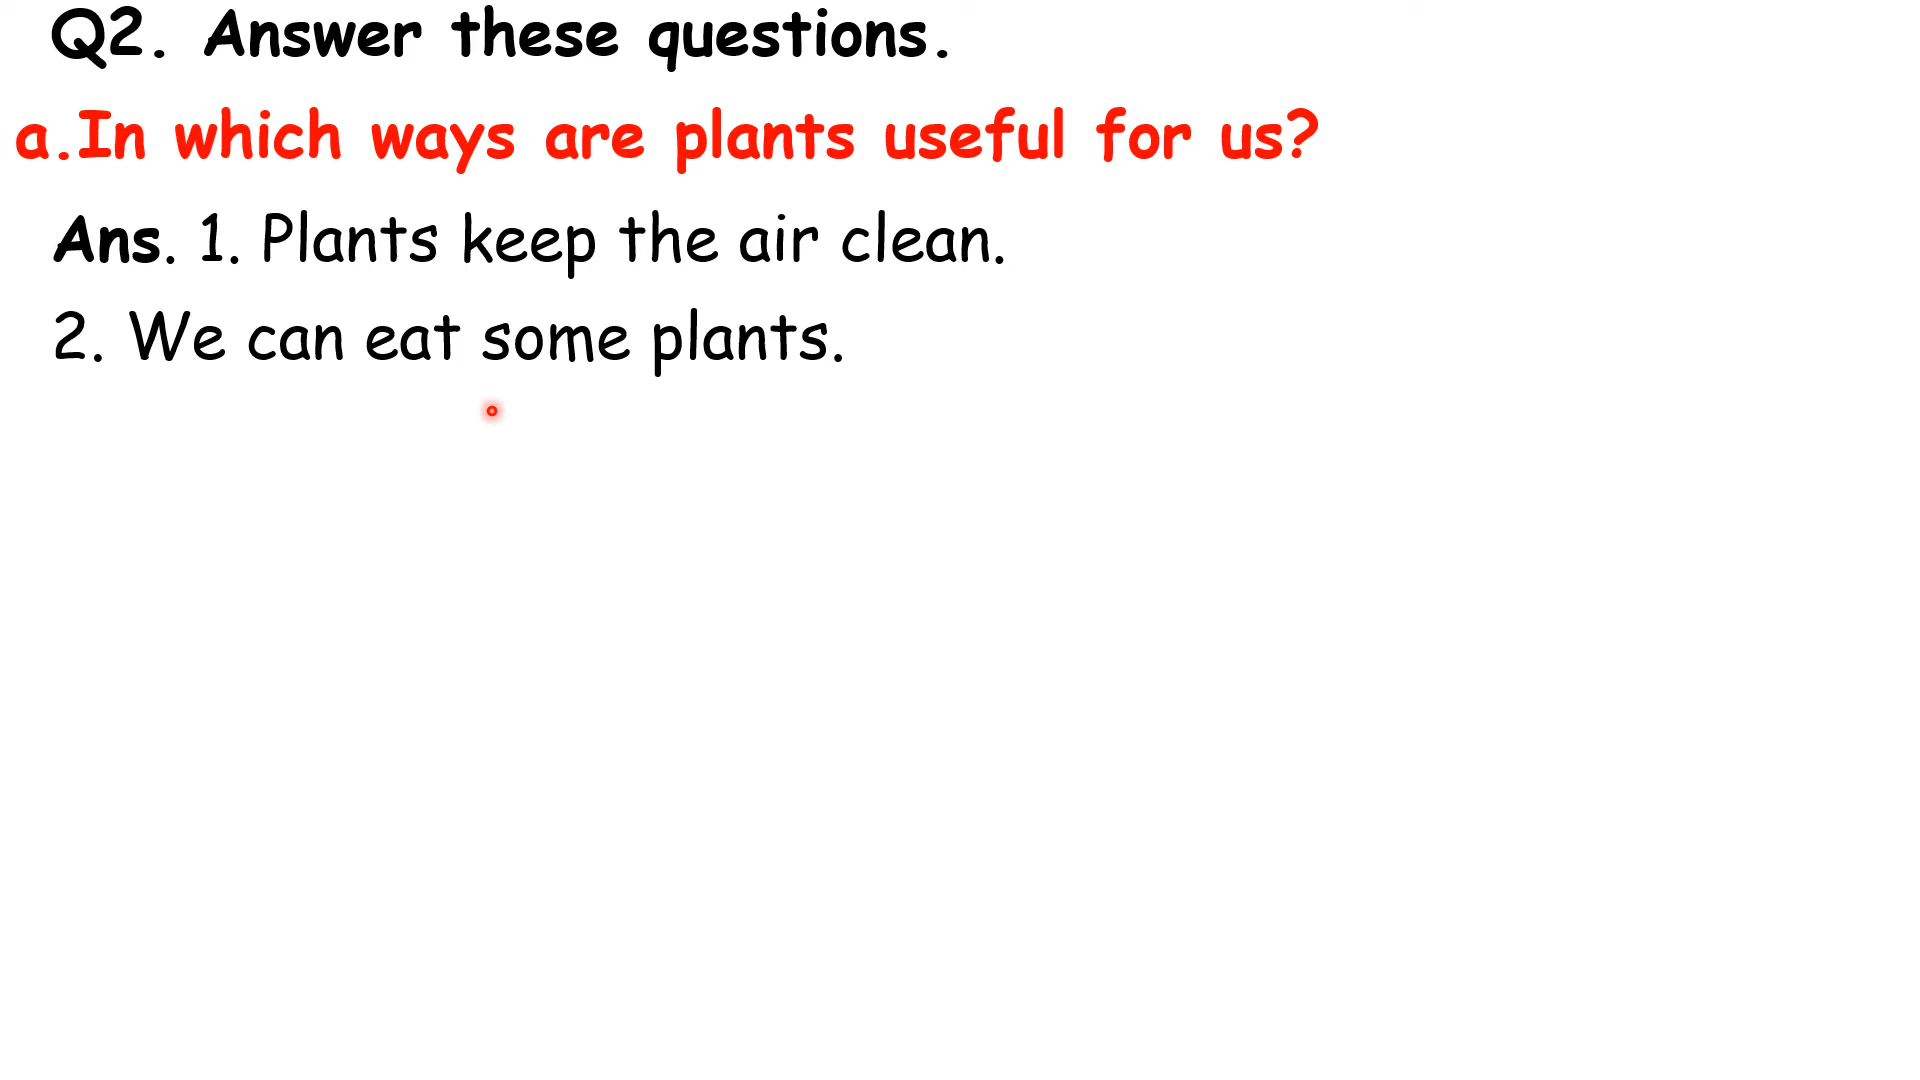 Q2. Answer these questions.
a.In which ways are plants useful for us?
Ans. 1. Plants keep the air clean.
2. We can eat some plants.